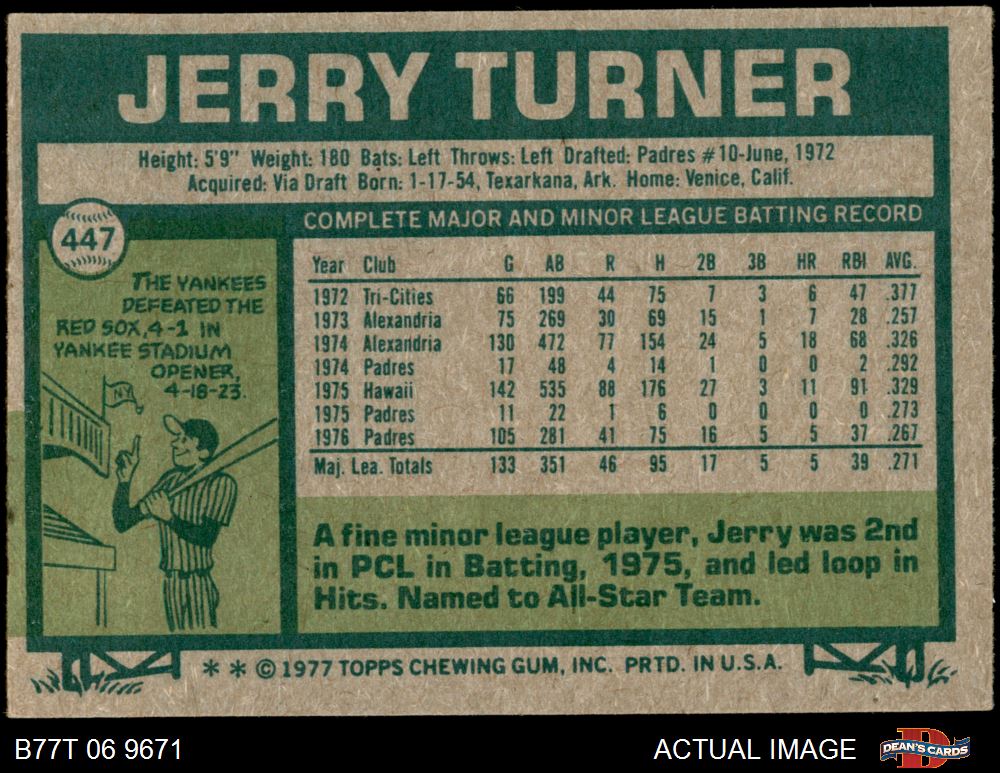 JERRY TURNER
Height: 5'9" Weight: 180 Bats: Left Throws: Left Drafted: Padres #10-June, 1972
Acquired: Via Draft Born: 1-17-54, Texarkana, Ark. Home: Venice, Calif.
447
COMPLETE MAJOR AND MINOR LEAGUE BATTING RECORD
THE YANKEES
DEFEATED THE
RED SOX, 4-1 IN
YANKEE STADIUM
OPENER,
4-18-23.
NY
Year Club G AB R H 2B 3B HR RBI AVG.
1972 Tri-Cities 66 199 44 75 7 3 6 47 .377
1973 Alexandria 75 269 30 69 15 1 7 28 .257
1974 Alexandria 130 472 77 154 24 5 18 68 .326
1974 Padres 17 48 4 14 1 0 0 2 .292
1975 Hawaii 142 535 88 176 27 3 11 91 .329
1975 Padres 11 22 1 6 0 0 0 0 .273
1976 Padres 105 281 41 75 16 5 5 37 .267
Maj. Lea. Totals 133 351 46 95 17 5 5 39 .271
A fine minor league player, Jerry was 2nd
in PCL in Batting, 1975, and led loop in
Hits. Named to All-Star Team.
* * © 1977 TOPPS CHEWING GUM, INC. PRTD. IN U.S.A.
B77T 06 9671
ACTUAL IMAGE
D
DEAN'S CARDS